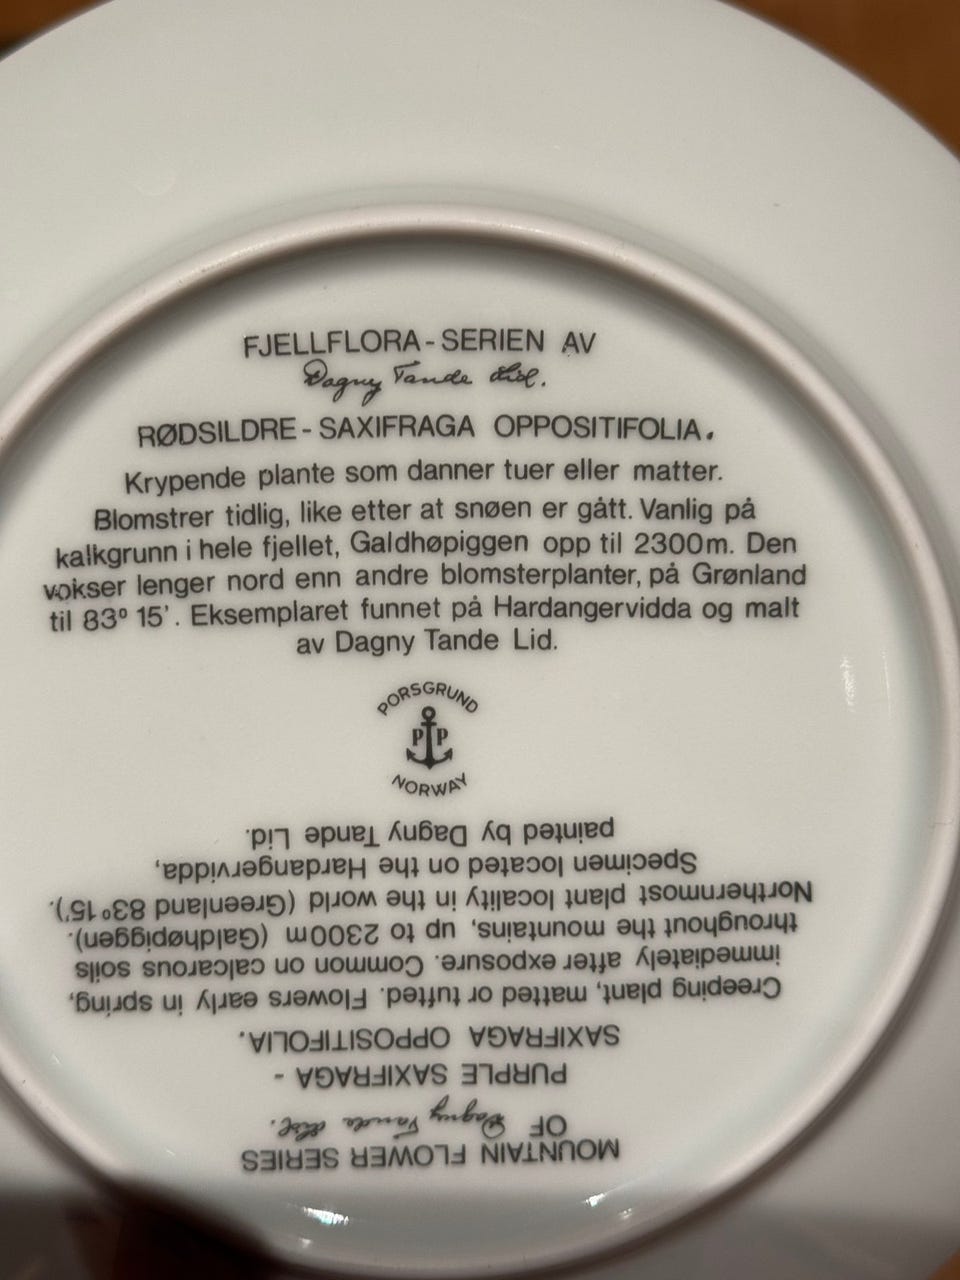 FJELLFLORA-SERIEN AV
Dagny Tande Lid.
RØDSILDRE - SAXIFRAGA OPPOSITIFOLIA.
Krypende plante som danner tuer eller matter.
Blomstrer tidlig, like etter at snøen er gått. Vanlig på
kalkgrunn i hele fjellet, Galdhøpiggen opp til 2300m. Den
vokser lenger nord enn andre blomsterplanter, på Grønland
til 83° 15'. Eksemplaret funnet på Hardangervidda og malt
av Dagny Tande Lid.
PORSGRUND
PP
NORWAY
MOUNTAIN FLOWER SERIES
OF Dagny Tande Lid.
PURPLE SAXIFRAGA -
SAXIFRAGA OPPOSITIFOLIA.
Creeping plant, matted or tufted. Flowers early in spring,
immediately after exposure. Common on calcarous soils
throughout the mountains, up to 2300m (Galdhøpiggen).
Northernmost plant locality in the world (Greenland 83° 15').
Specimen located on the Hardangervidda,
painted by Dagny Tande Lid.